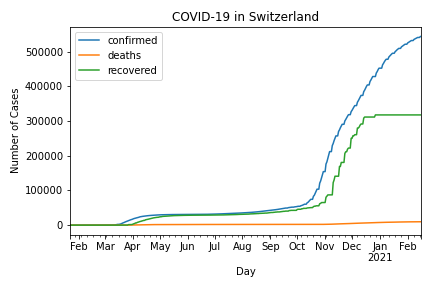 COVID-19 in Switzerland
confirmed
deaths
recovered
Number of Cases
500000
400000
300000
200000
100000
0
Feb Mar Apr May Jun Jul Aug Sep Oct Nov Dec Jan Feb
2021
Day